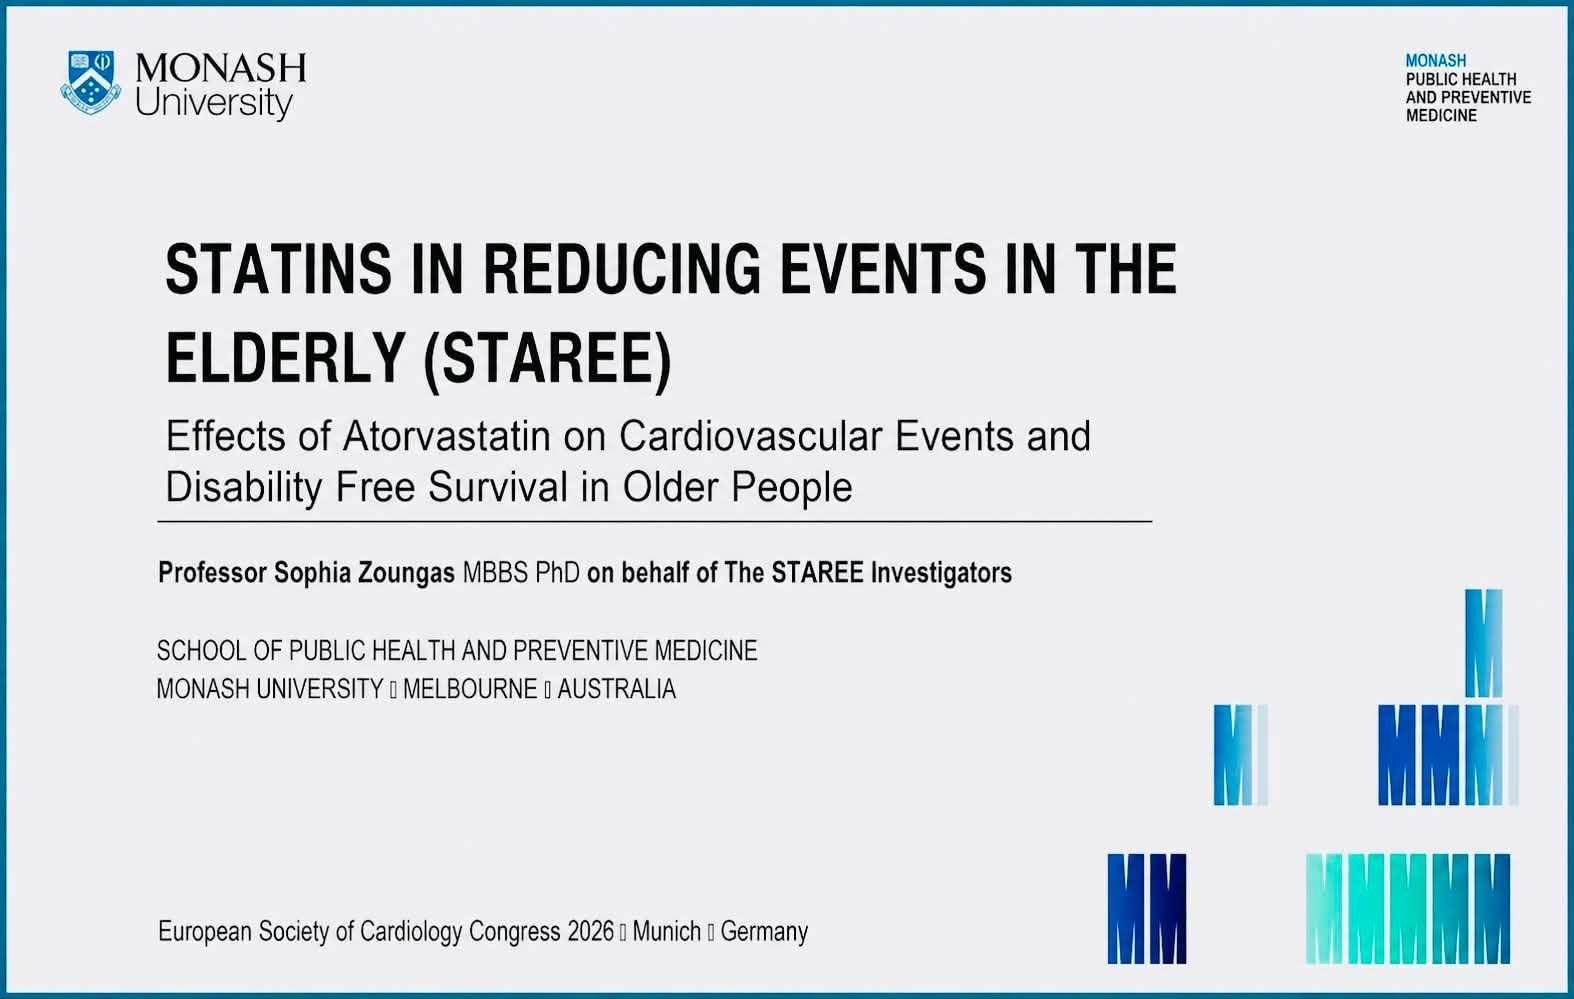 MONASH
University
MONASH
PUBLIC HEALTH
AND PREVENTIVE
MEDICINE
STATINS IN REDUCING EVENTS IN THE
ELDERLY (STAREE)
Effects of Atorvastatin on Cardiovascular Events and
Disability Free Survival in Older People
Professor Sophia Zoungas MBBS PhD on behalf of The STAREE Investigators
SCHOOL OF PUBLIC HEALTH AND PREVENTIVE MEDICINE
MONASH UNIVERSITY ▯ MELBOURNE ▯ AUSTRALIA
M
M
MMM
MM
MMMMM
European Society of Cardiology Congress 2026 ▯ Munich ▯ Germany